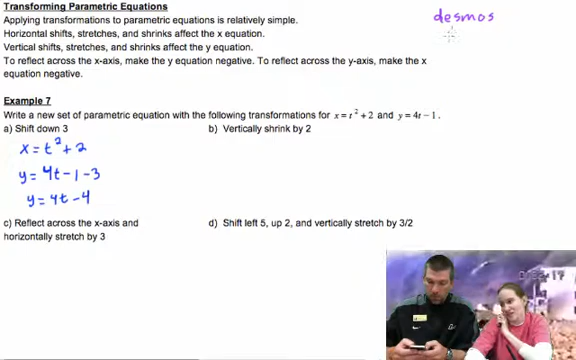 Transforming Parametric Equations
desmos
Applying transformations to parametric equations is relatively simple.
Horizontal shifts, stretches, and shrinks affect the x equation.
Vertical shifts, stretches, and shrinks affect the y equation.
To reflect across the x-axis, make the y equation negative. To reflect across the y-axis, make the x
equation negative.
Example 7
Write a new set of parametric equation with the following transformations for x = t² + 2 and y = 4t − 1 .
a) Shift down 3
b) Vertically shrink by 2
x = t² + 2
y = 4t - 1 - 3
y = 4t - 4
c) Reflect across the x-axis and
horizontally stretch by 3
d) Shift left 5, up 2, and vertically stretch by 3/2